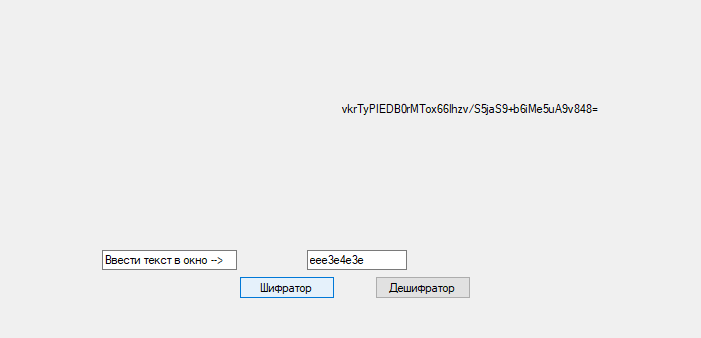 vkrTyPIEDB0rMTox66lhzv/S5jaS9+b6iMe5uA9v848=
Ввести текст в окно --> eee3e4e3e
Шифратор Дешифратор